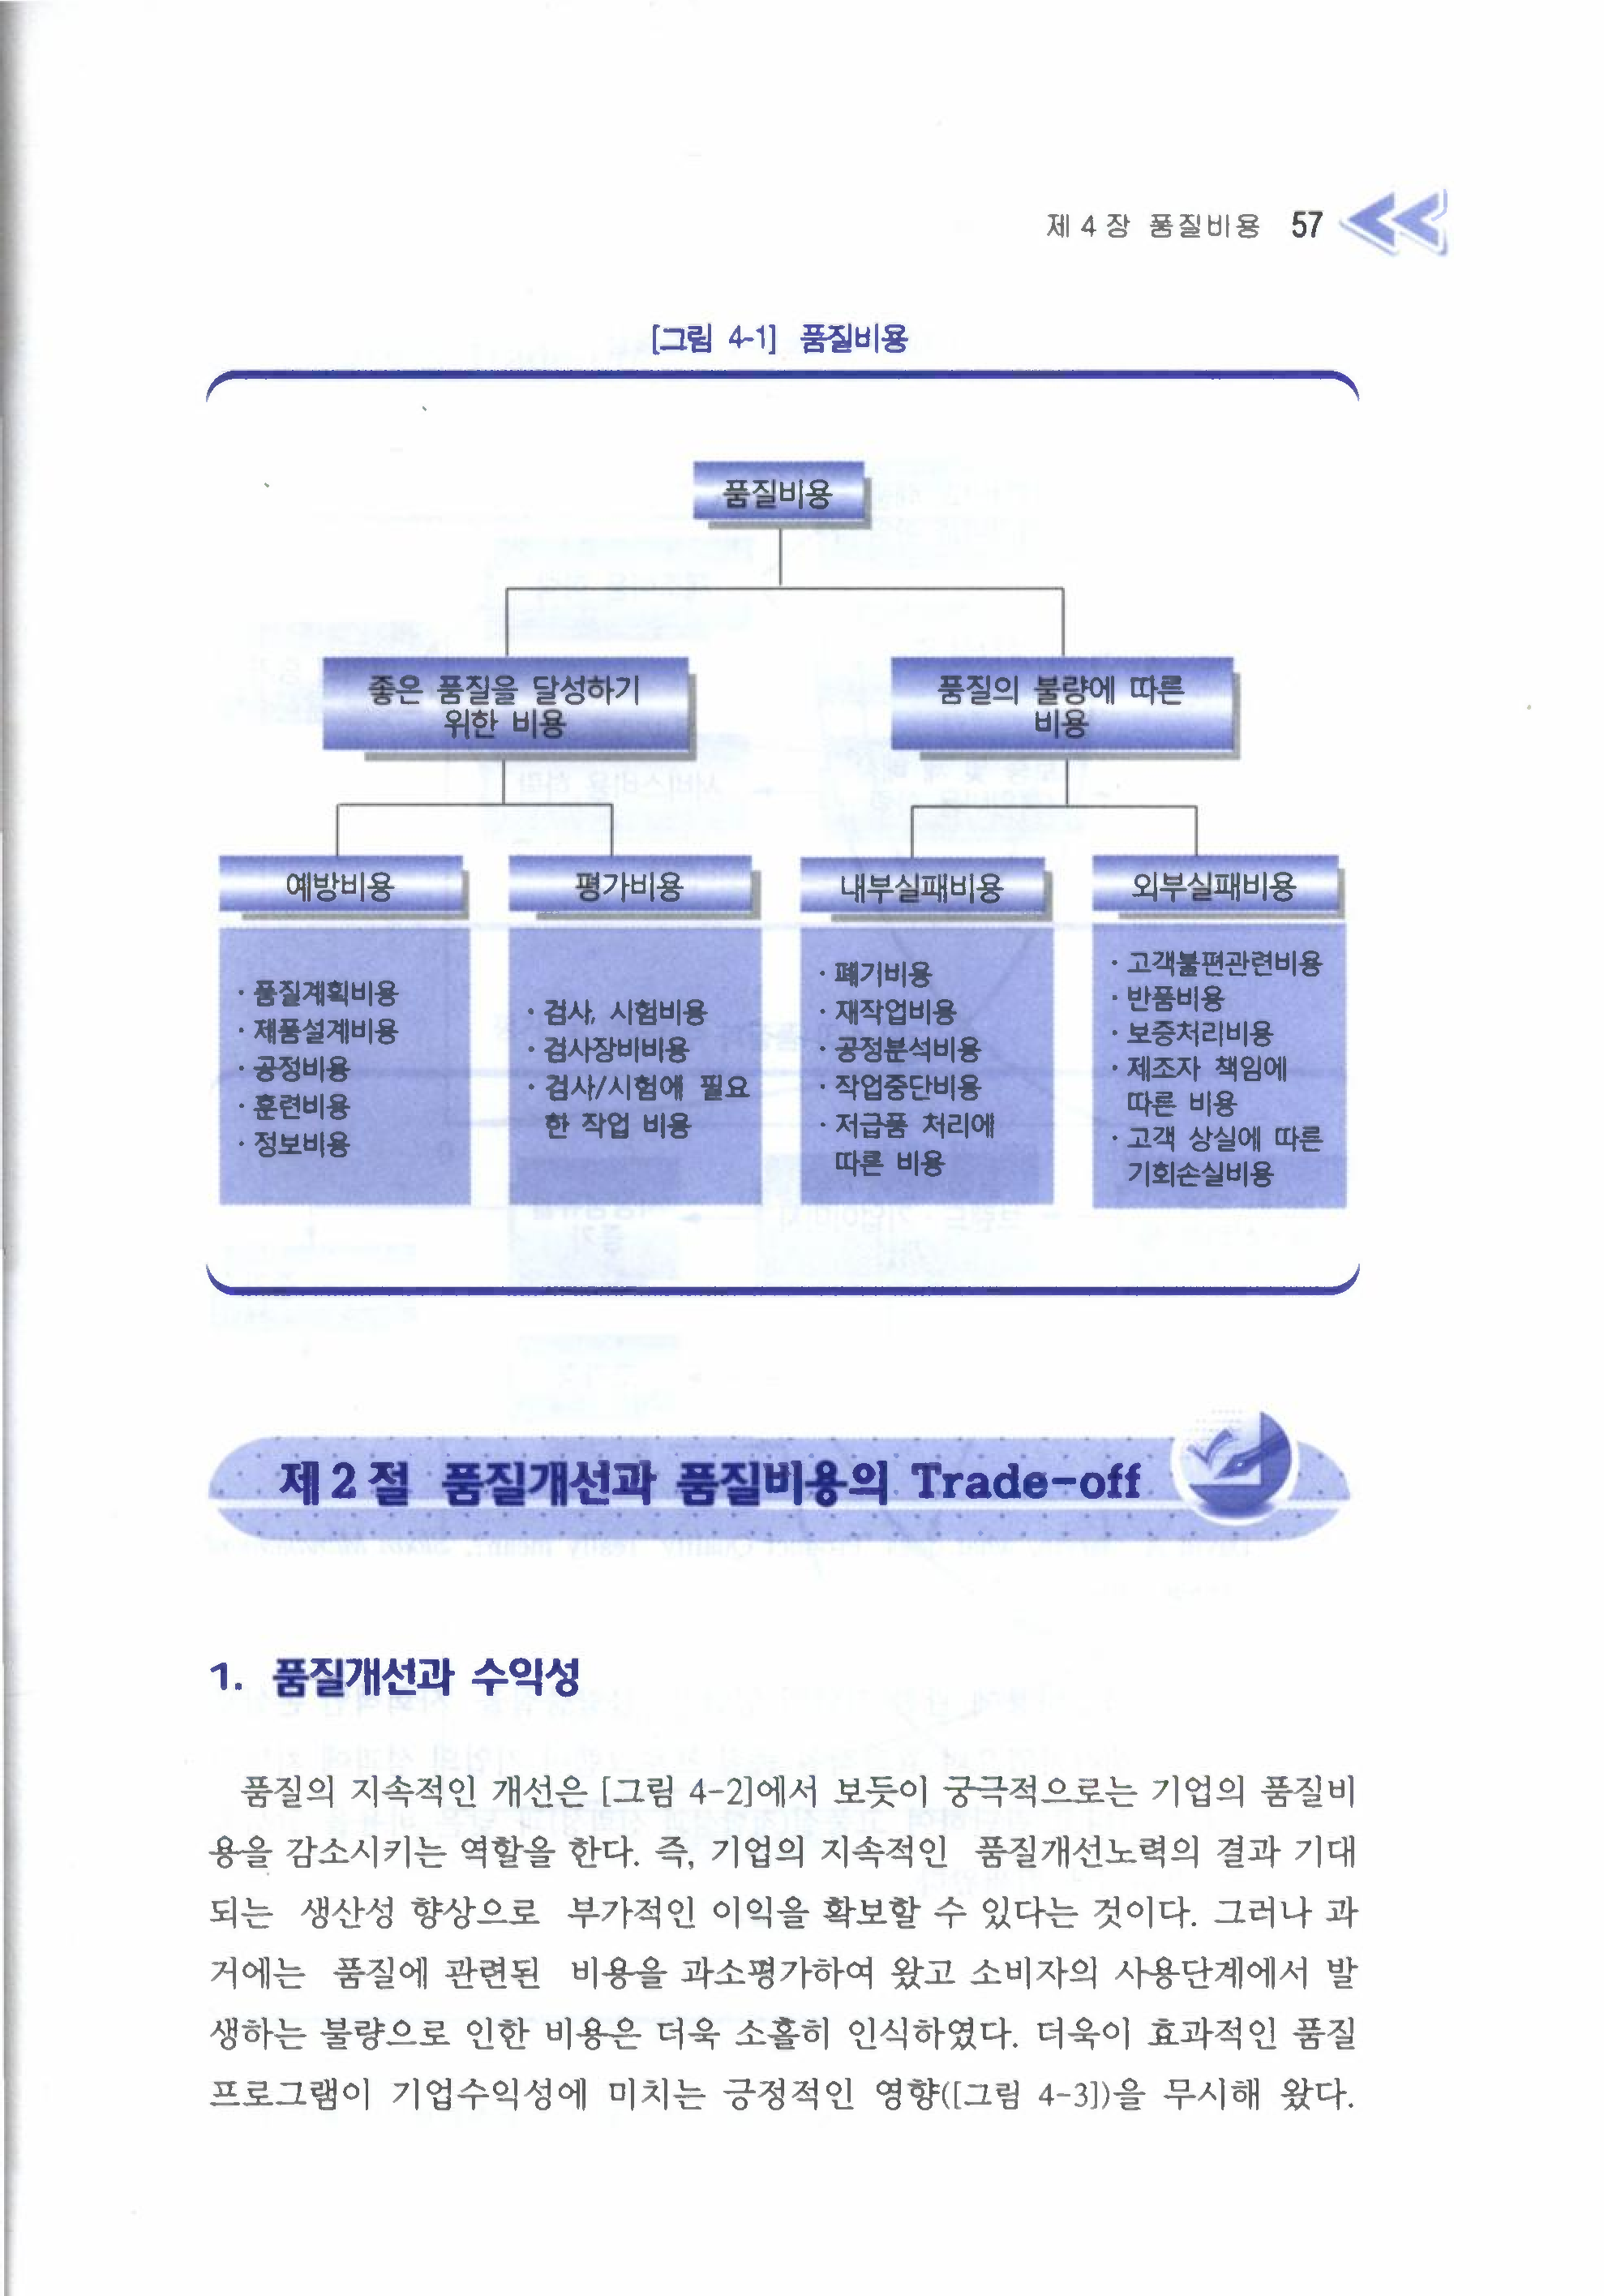 제 4 장 품질비용 57
[그림 4-1] 품질비용
품질비용
좋은 품질을 달성하기
위한 비용
품질의 불량에 따른
비용
예방비용
· 품질계획비용
· 제품설계비용
· 공정비용
· 훈련비용
· 정보비용
평가비용
· 검사, 시험비용
· 검사장비비용
· 검사/시험에 필요
한 작업 비용
내부실패비용
· 폐기비용
· 재작업비용
· 공정분석비용
· 작업중단비용
· 저급품 처리에
따른 비용
외부실패비용
· 고객불편관련비용
· 반품비용
· 보증처리비용
· 제조자 책임에
따른 비용
· 고객 상실에 따른
기회손실비용
제 2 절 품질개선과 품질비용의 Trade-off
1. 품질개선과 수익성
품질의 지속적인 개선은 [그림 4-2]에서 보듯이 궁극적으로는 기업의 품질비
용을 감소시키는 역할을 한다. 즉, 기업의 지속적인 품질개선노력의 결과 기대
되는 생산성 향상으로 부가적인 이익을 확보할 수 있다는 것이다. 그러나 과
거에는 품질에 관련된 비용을 과소평가하여 왔고 소비자의 사용단계에서 발
생하는 불량으로 인한 비용은 더욱 소홀히 인식하였다. 더욱이 효과적인 품질
프로그램이 기업수익성에 미치는 긍정적인 영향([그림 4-3])을 무시해 왔다.